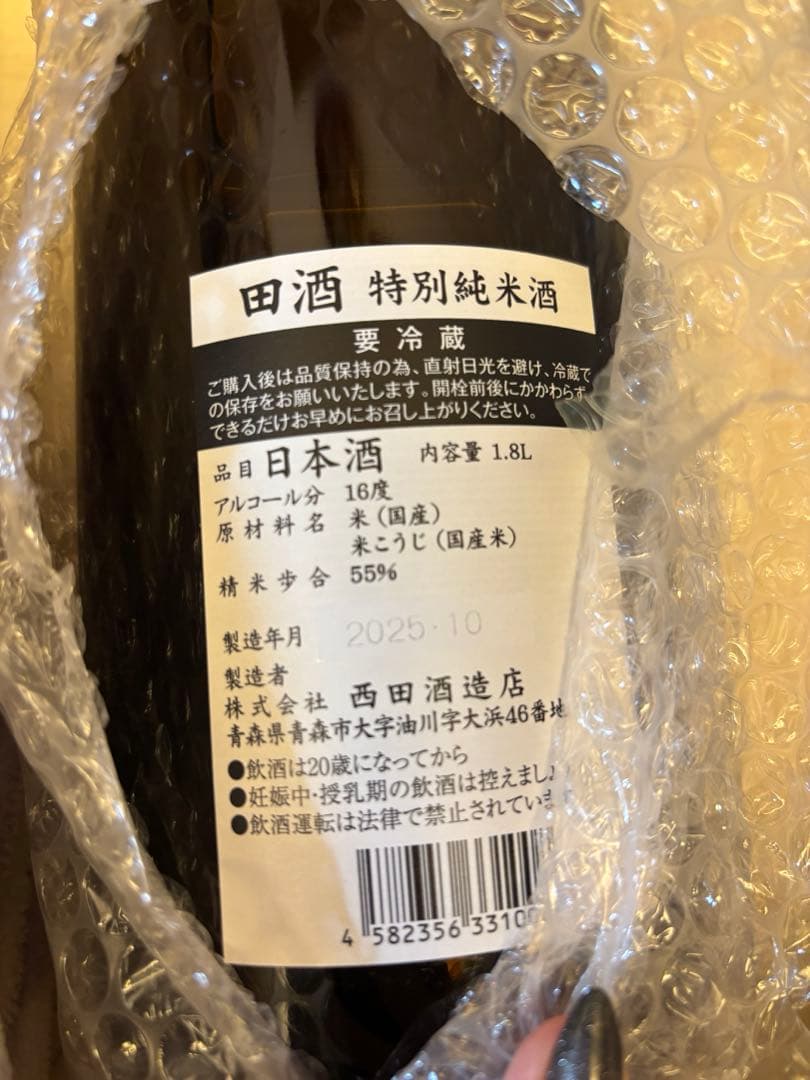 田酒 特別純米酒
要冷蔵
ご購入後は品質保持の為、直射日光を避け、冷蔵で
の保存をお願いいたします。開栓前後にかかわらず
できるだけお早めにお召し上がりください。
品目 日本酒 内容量 1.8L
アルコール分 16度
原材料名 米(国産)
米こうじ(国産米)
精米歩合 55%
製造年月 2025・10
製造者
株式会社 西田酒造店
青森県青森市大字油川字大浜46番地
●飲酒は20歳になってから
●妊娠中・授乳期の飲酒は控えましょ
●飲酒運転は法律で禁止されています
4 582356 3310